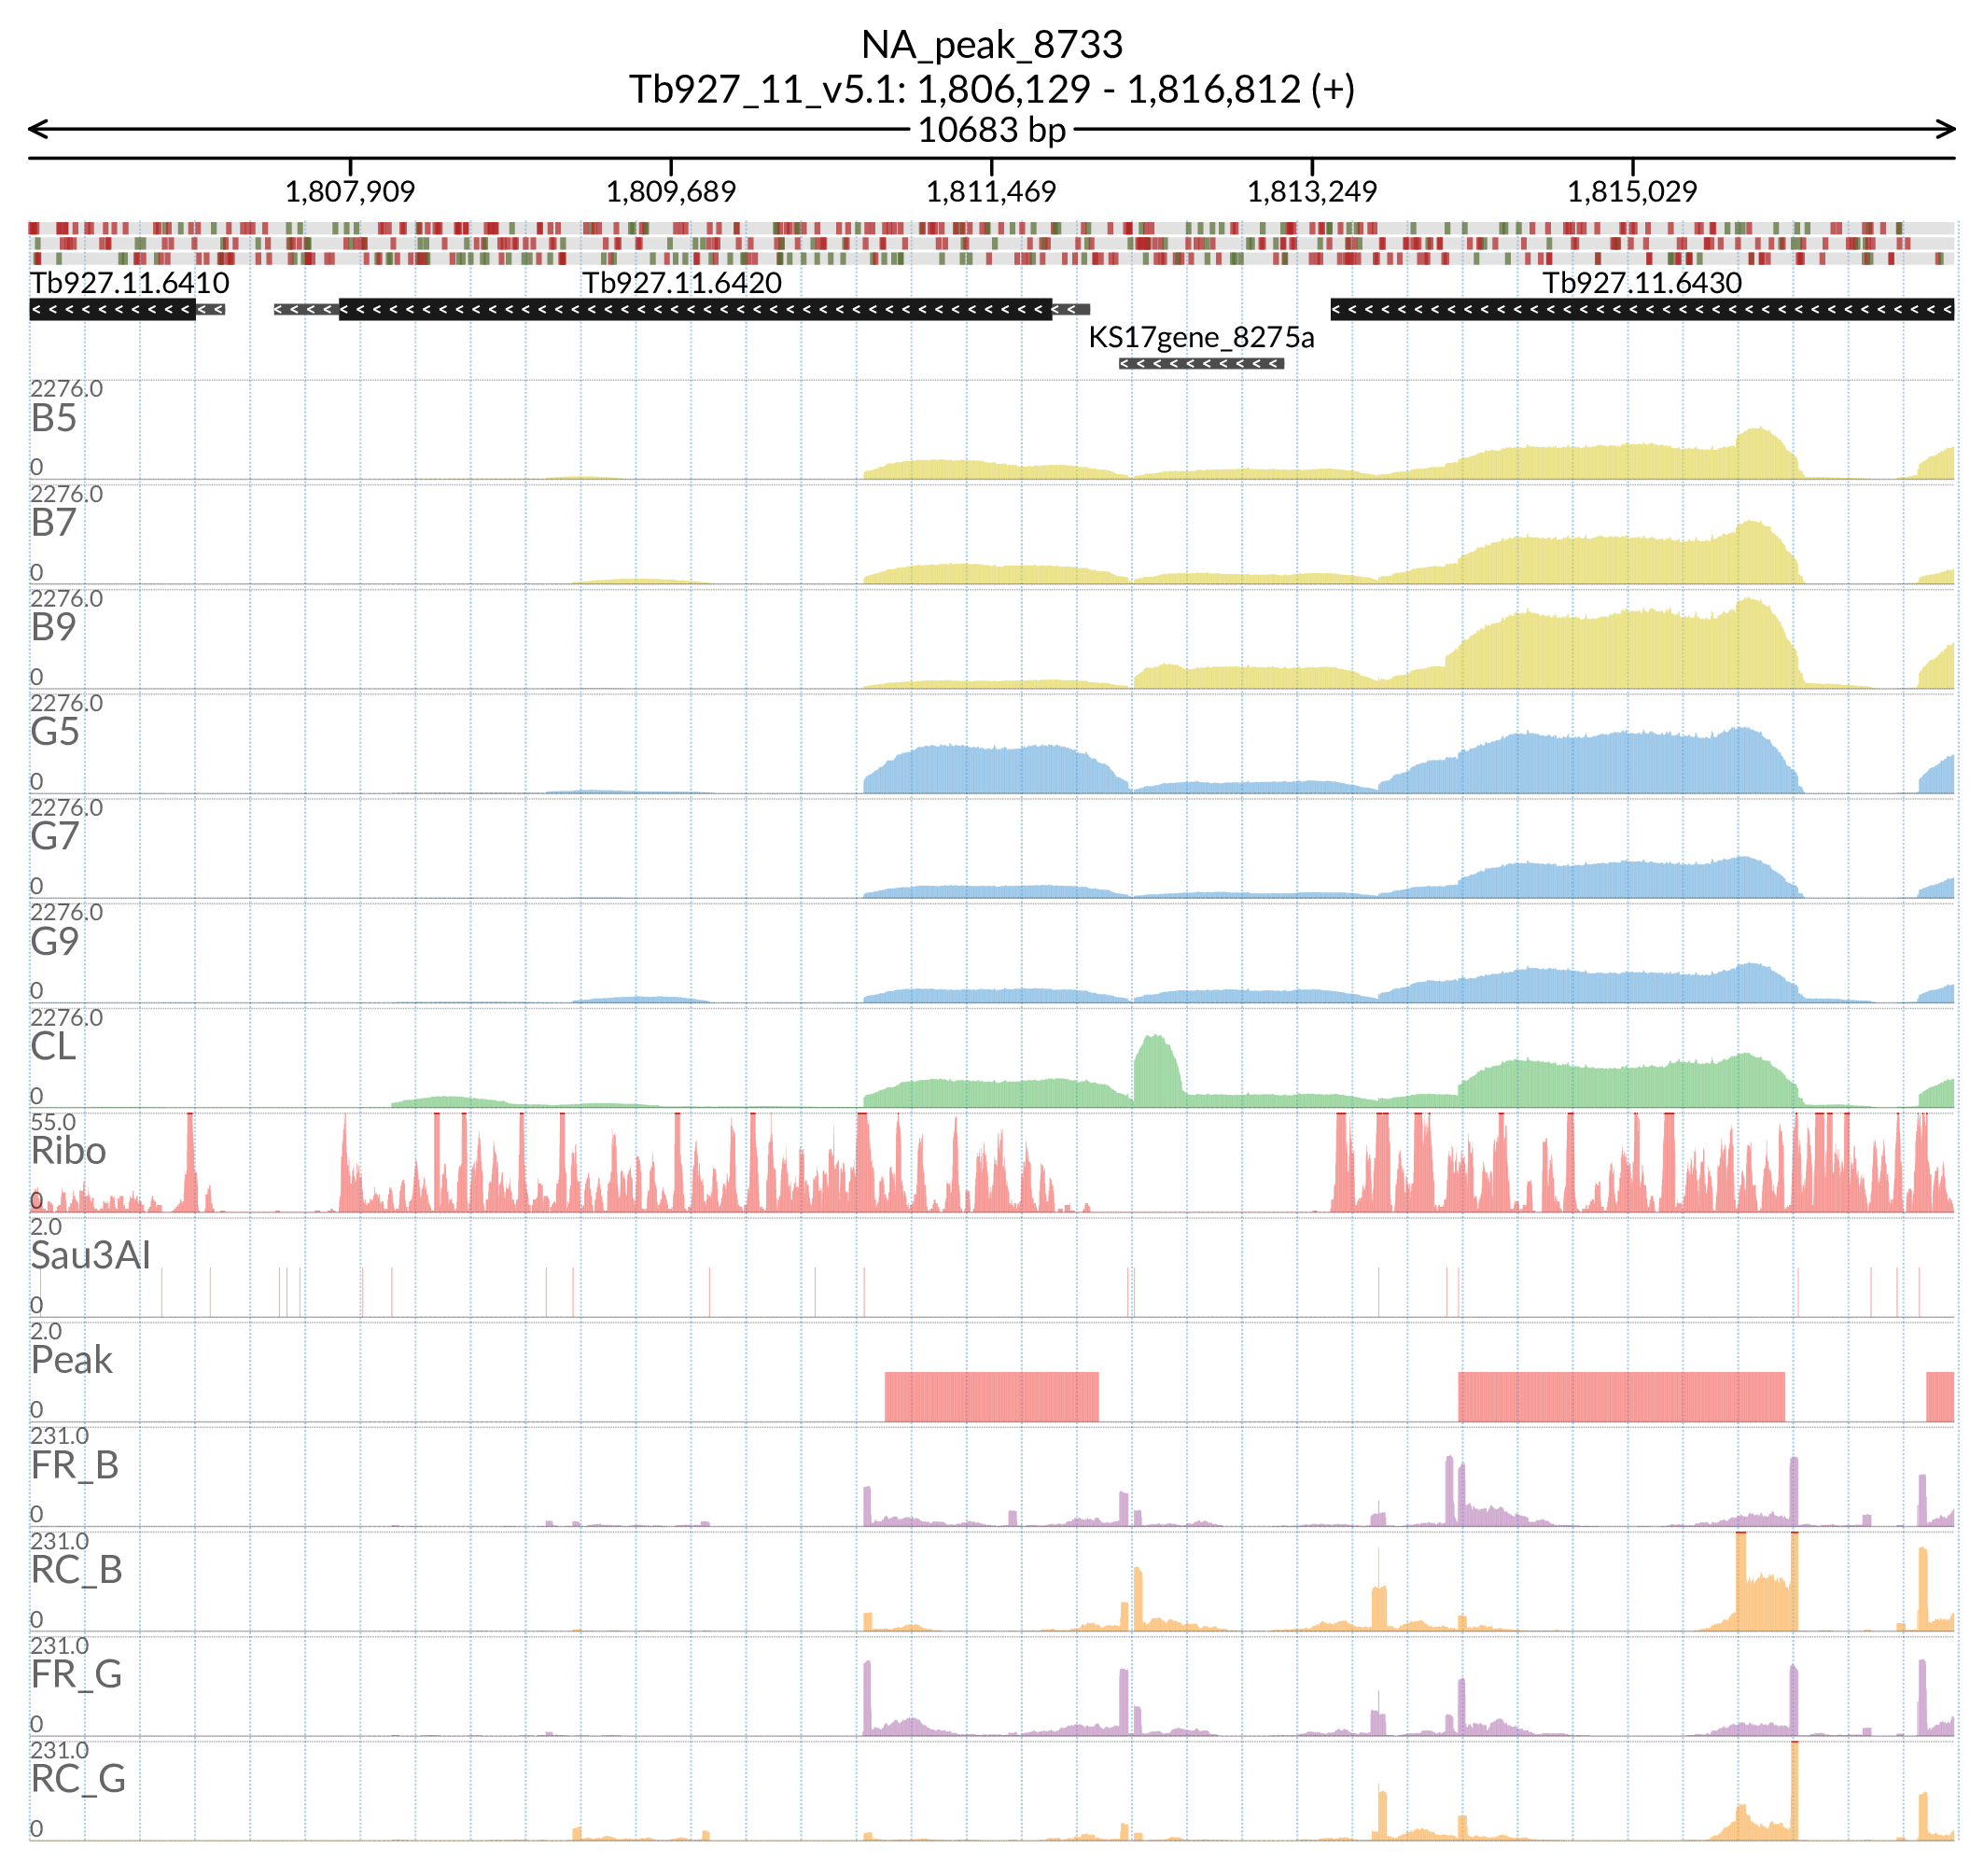 NA_peak_8733
Tb927_11_v5.1: 1,806,129 - 1,816,812 (+)
10683 bp
1,807,909 1,809,689 1,811,469 1,813,249 1,815,029
Tb927.11.6410 Tb927.11.6420 Tb927.11.6430
KS17gene_8275a
2276.0
B5
0
2276.0
B7
0
2276.0
B9
0
2276.0
G5
0
2276.0
G7
0
2276.0
G9
0
2276.0
CL
0
55.0
Ribo
0
2.0
Sau3AI
0
2.0
Peak
0
231.0
FR_B
0
231.0
RC_B
0
231.0
FR_G
0
231.0
RC_G
0